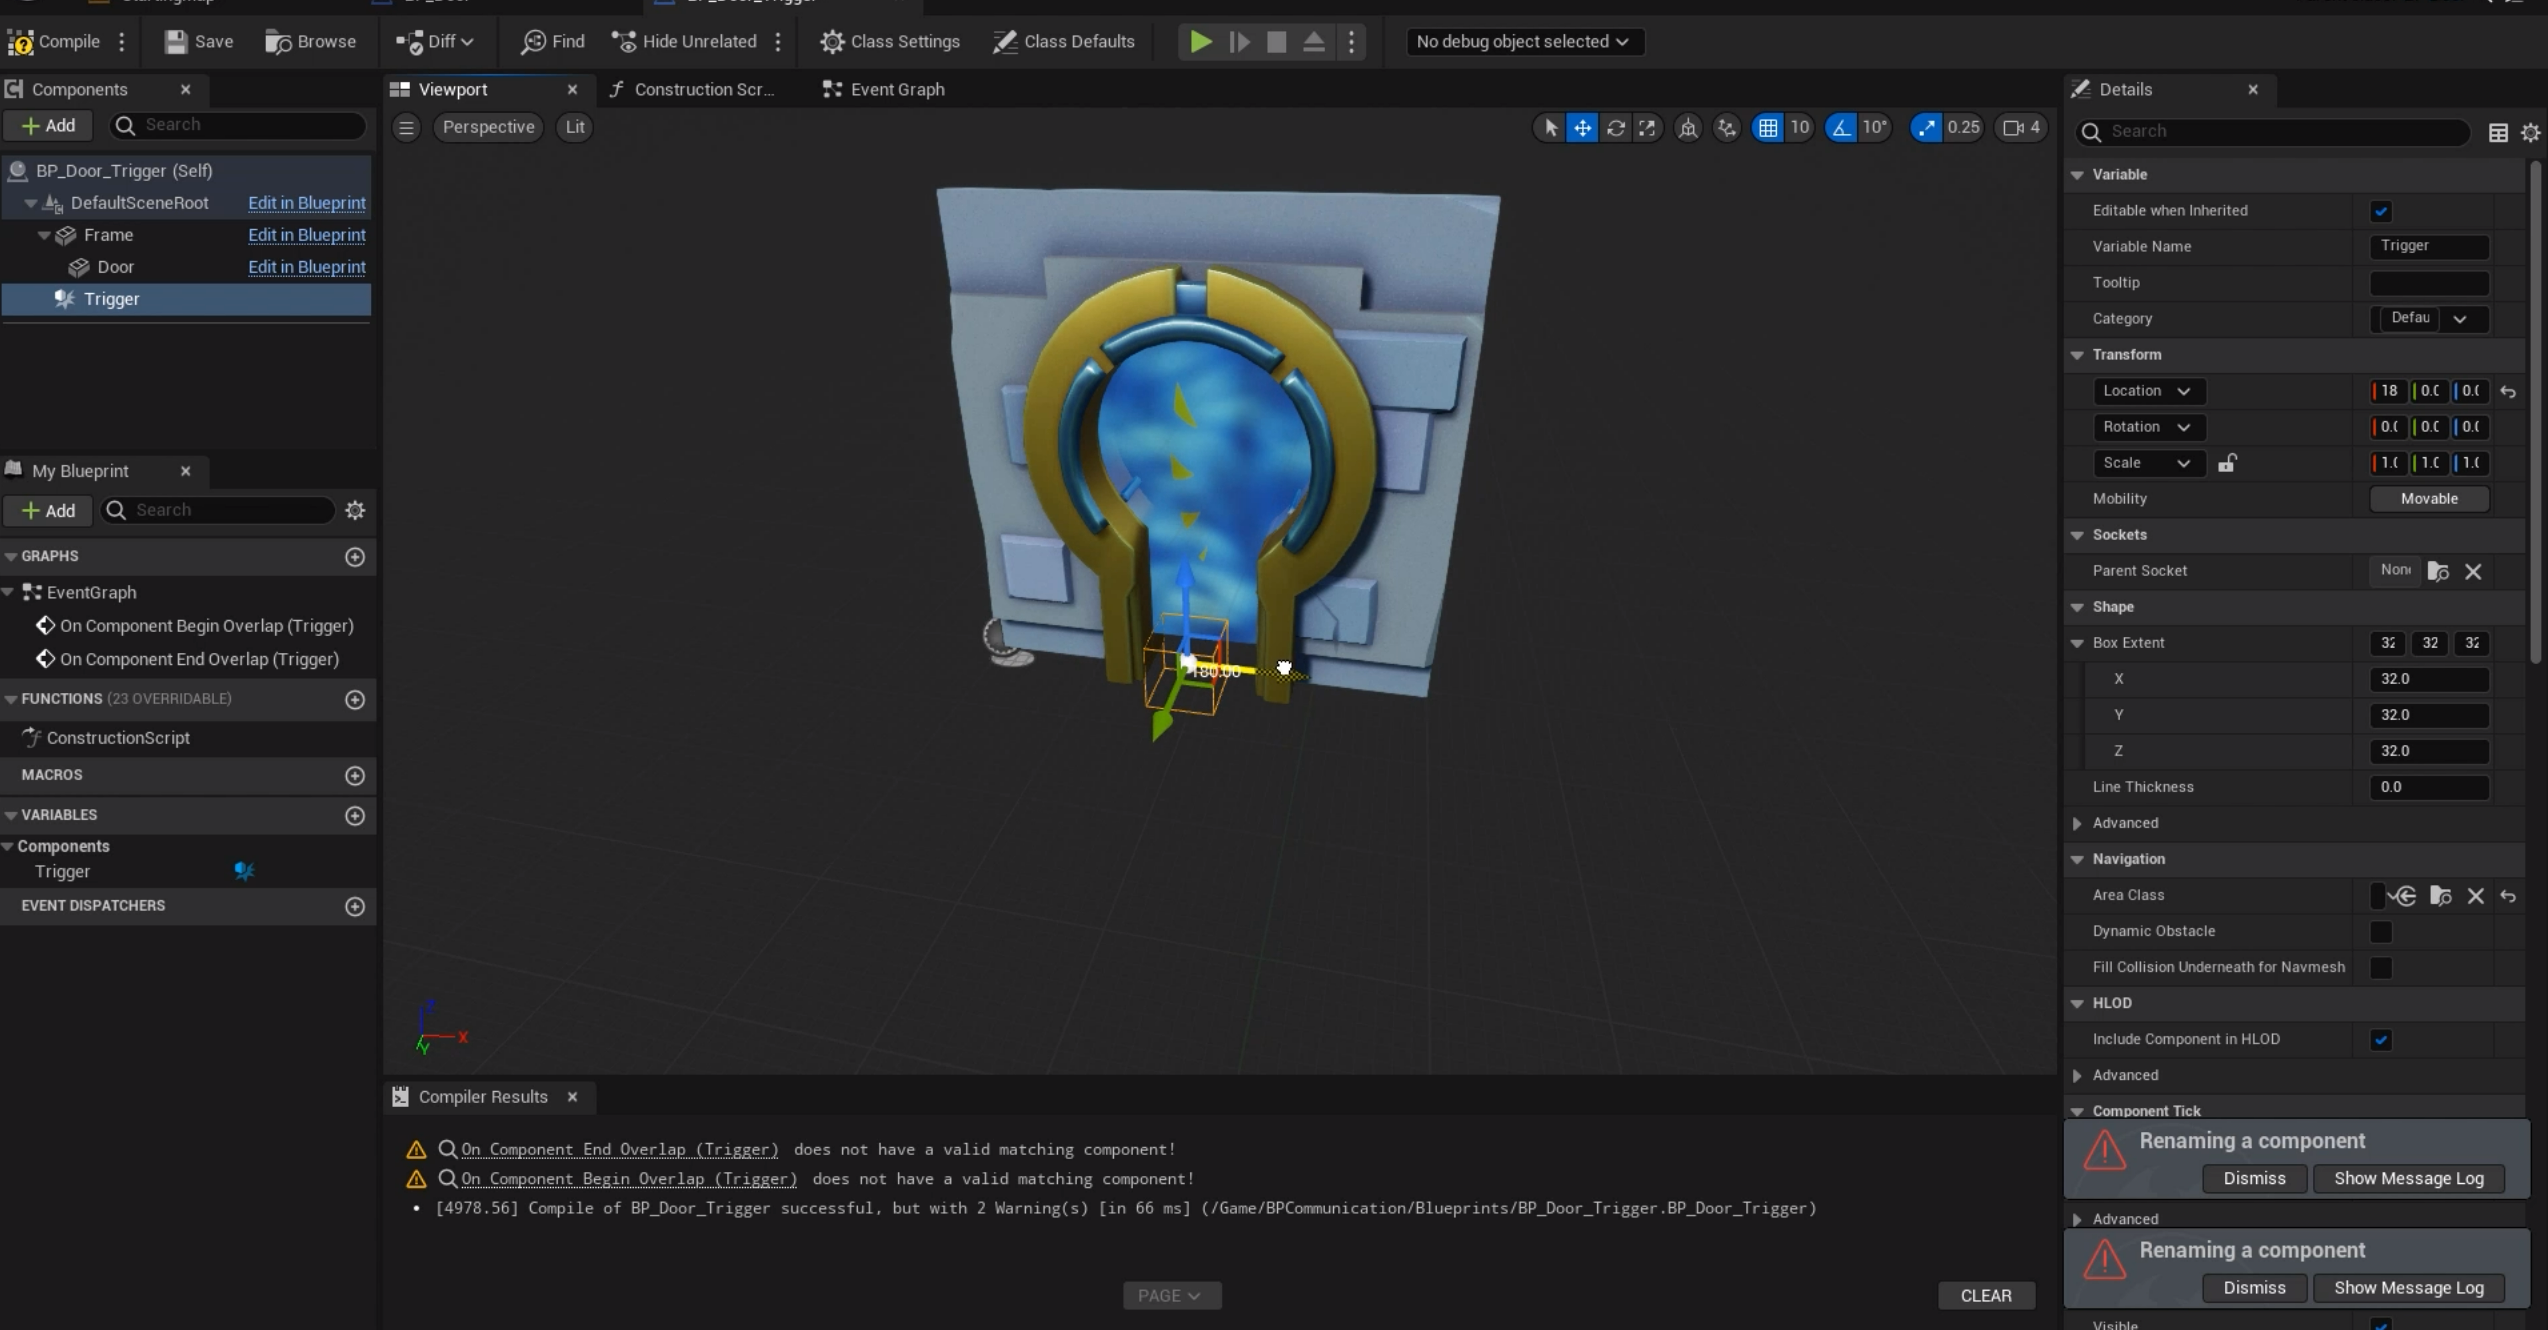 Compile
Save
Browse
Diff
Find
Hide Unrelated
Class Settings
Class Defaults
No debug object selected
Components
Add
Search
BP_Door_Trigger (Self)
DefaultSceneRoot Edit in Blueprint
Frame Edit in Blueprint
Door Edit in Blueprint
Trigger
My Blueprint
Add
Search
GRAPHS
EventGraph
On Component Begin Overlap (Trigger)
On Component End Overlap (Trigger)
FUNCTIONS (23 OVERRIDABLE)
ConstructionScript
MACROS
VARIABLES
Components
Trigger
EVENT DISPATCHERS
Viewport
Construction Scr...
Event Graph
Perspective
Lit
10
10°
0.25
4
180.00
Z
X
Y
Compiler Results
On Component End Overlap (Trigger) does not have a valid matching component!
On Component Begin Overlap (Trigger) does not have a valid matching component!
[4978.56] Compile of BP_Door_Trigger successful, but with 2 Warning(s) [in 66 ms] (/Game/BPCommunication/Blueprints/BP_Door_Trigger.BP_Door_Trigger)
PAGE
CLEAR
Details
Search
Variable
Editable when Inherited
Variable Name Trigger
Tooltip
Category Defau
Transform
Location 18 0.0 0.0
Rotation 0.0 0.0 0.0
Scale 1.0 1.0 1.0
Mobility Movable
Sockets
Parent Socket None
Shape
Box Extent 32 32 32
X 32.0
Y 32.0
Z 32.0
Line Thickness 0.0
Advanced
Navigation
Area Class
Dynamic Obstacle
Fill Collision Underneath for Navmesh
HLOD
Include Component in HLOD
Advanced
Component Tick
Renaming a component
Dismiss Show Message Log
Advanced
Renaming a component
Dismiss Show Message Log
Visible